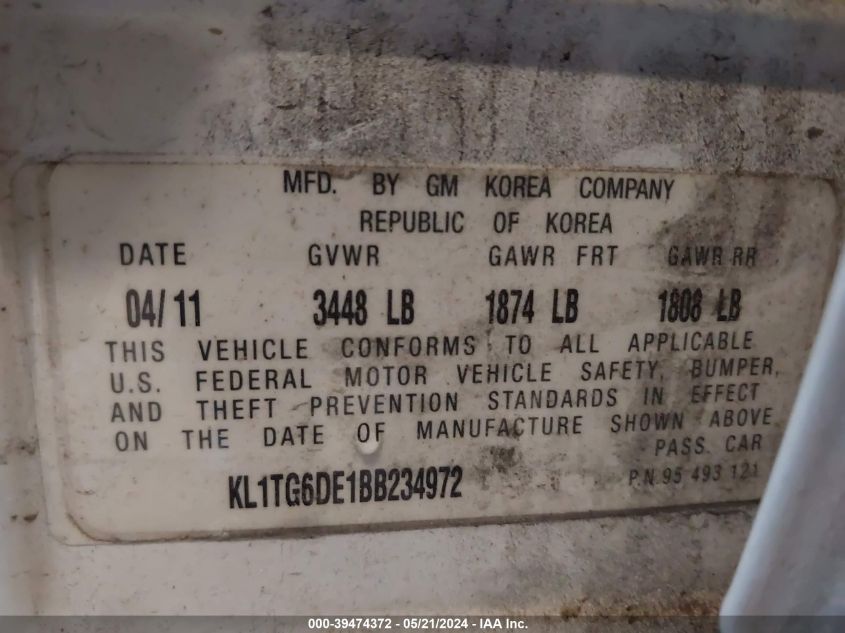 MFD. BY GM KOREA COMPANY
REPUBLIC OF KOREA
DATE GVWR GAWR FRT GAWR RR
04/11 3448 LB 1874 LB 1808 LB
THIS VEHICLE CONFORMS TO ALL APPLICABLE
U.S. FEDERAL MOTOR VEHICLE SAFETY, BUMPER,
AND THEFT PREVENTION STANDARDS IN EFFECT
ON THE DATE OF MANUFACTURE SHOWN ABOVE
PASS. CAR
KL1TG6DE1BB234972 P.N.95 493 121
000-39474372 - 05/21/2024 - IAA Inc.